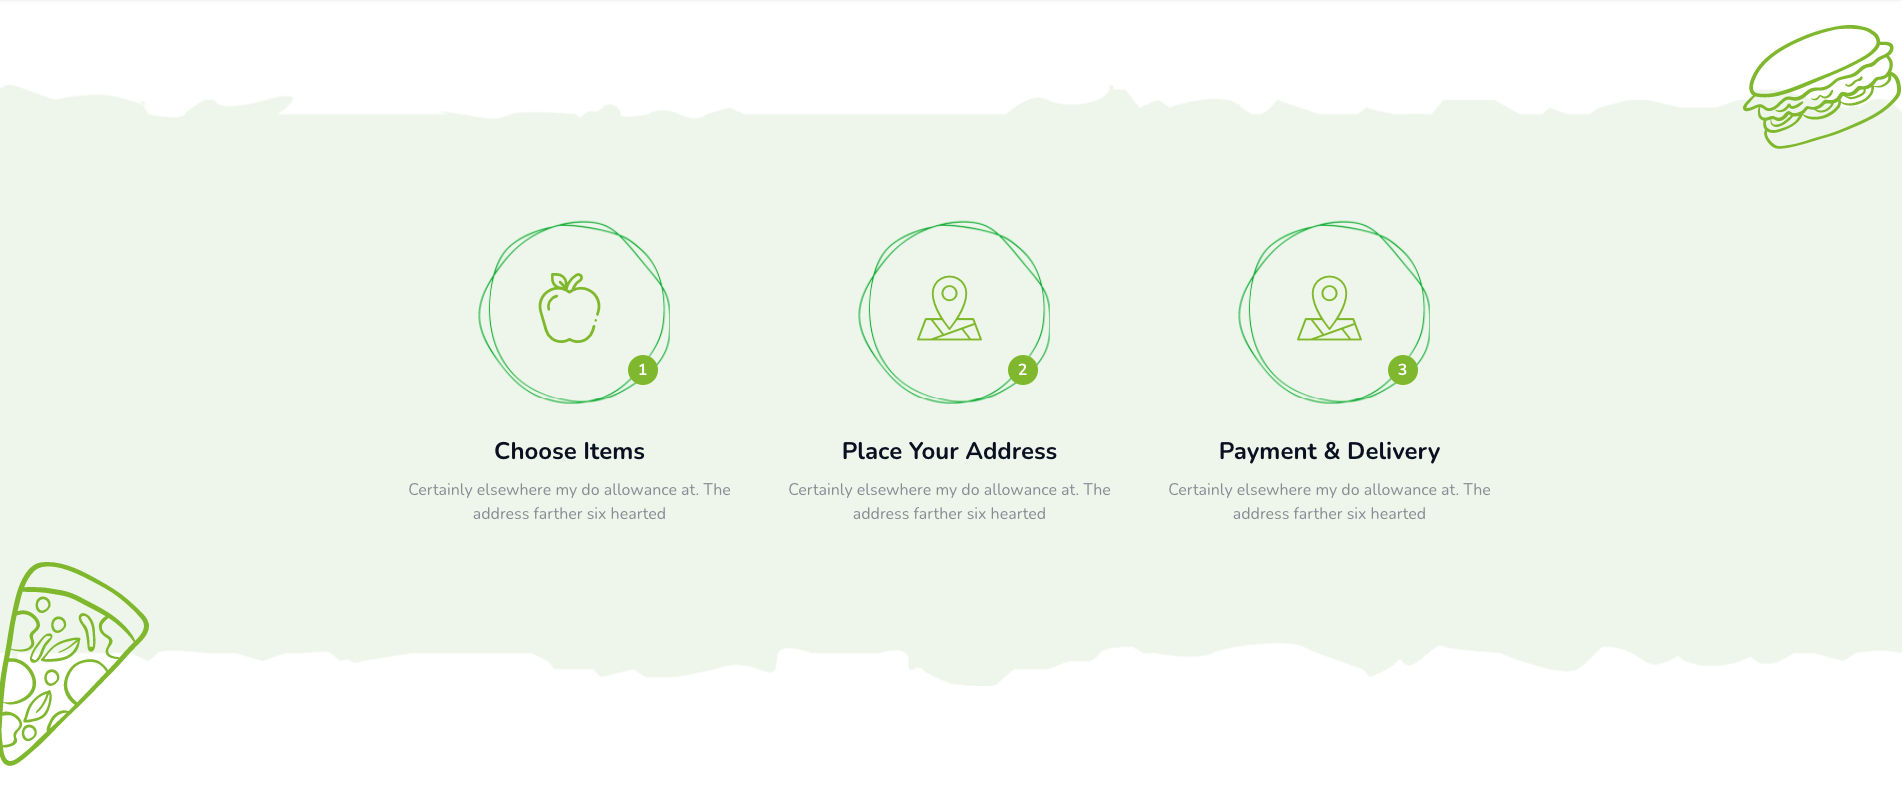 1
2
3
Choose Items
Place Your Address
Payment & Delivery
Certainly elsewhere my do allowance at. The
address farther six hearted
Certainly elsewhere my do allowance at. The
address farther six hearted
Certainly elsewhere my do allowance at. The
address farther six hearted